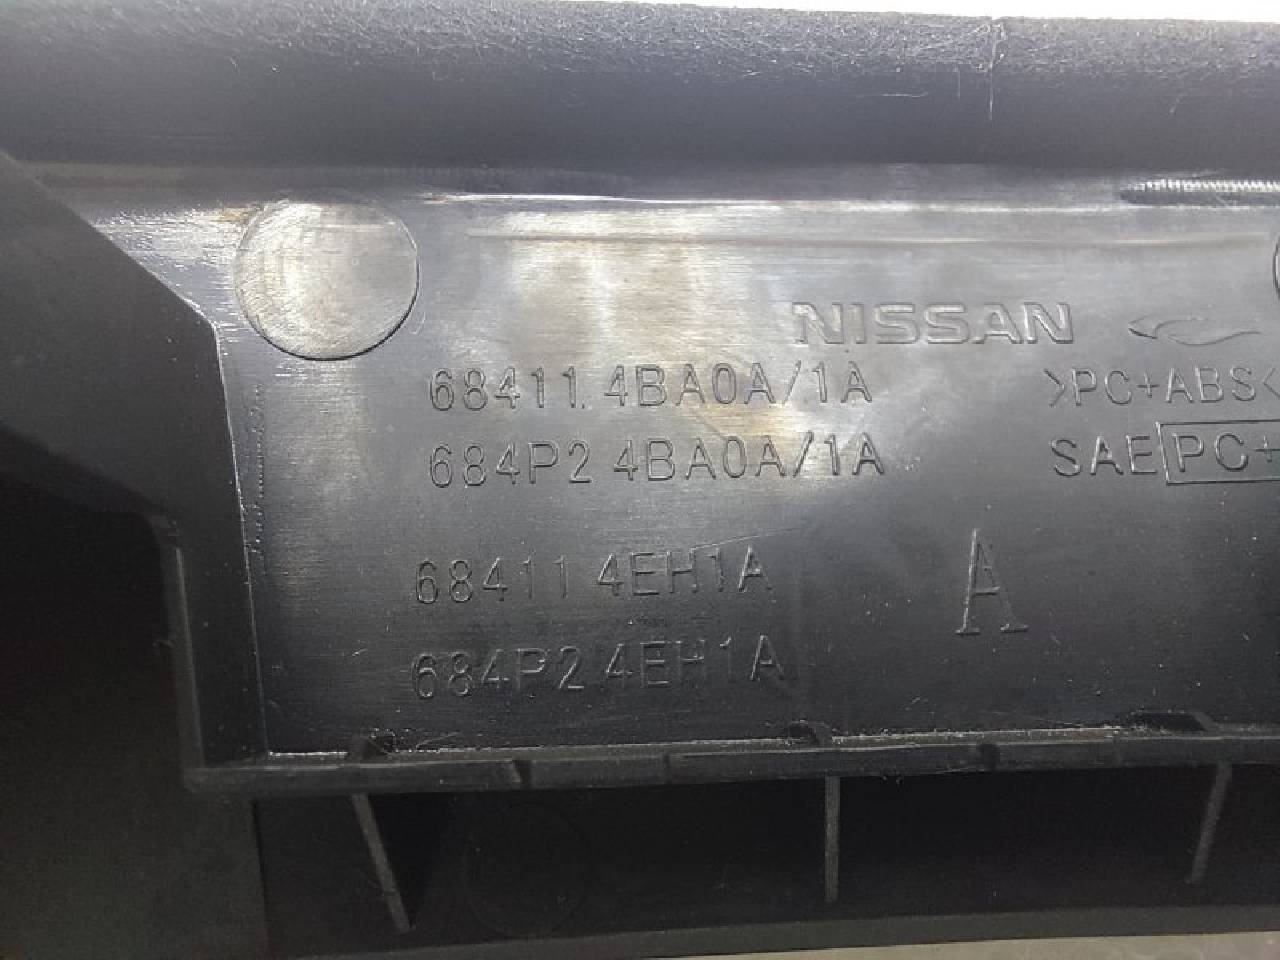 NISSAN
68411 4BA0A/1A >PC+ABS<
684P2 4BA0A/1A SAE PC+
68411 4EH1A A
684P2 4EH1A